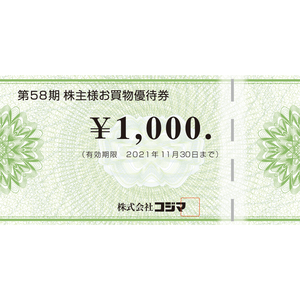 第58期 株主様お買物優待券
¥1,000.
（有効期限　2021年11月30日まで）
株式会社コジマ